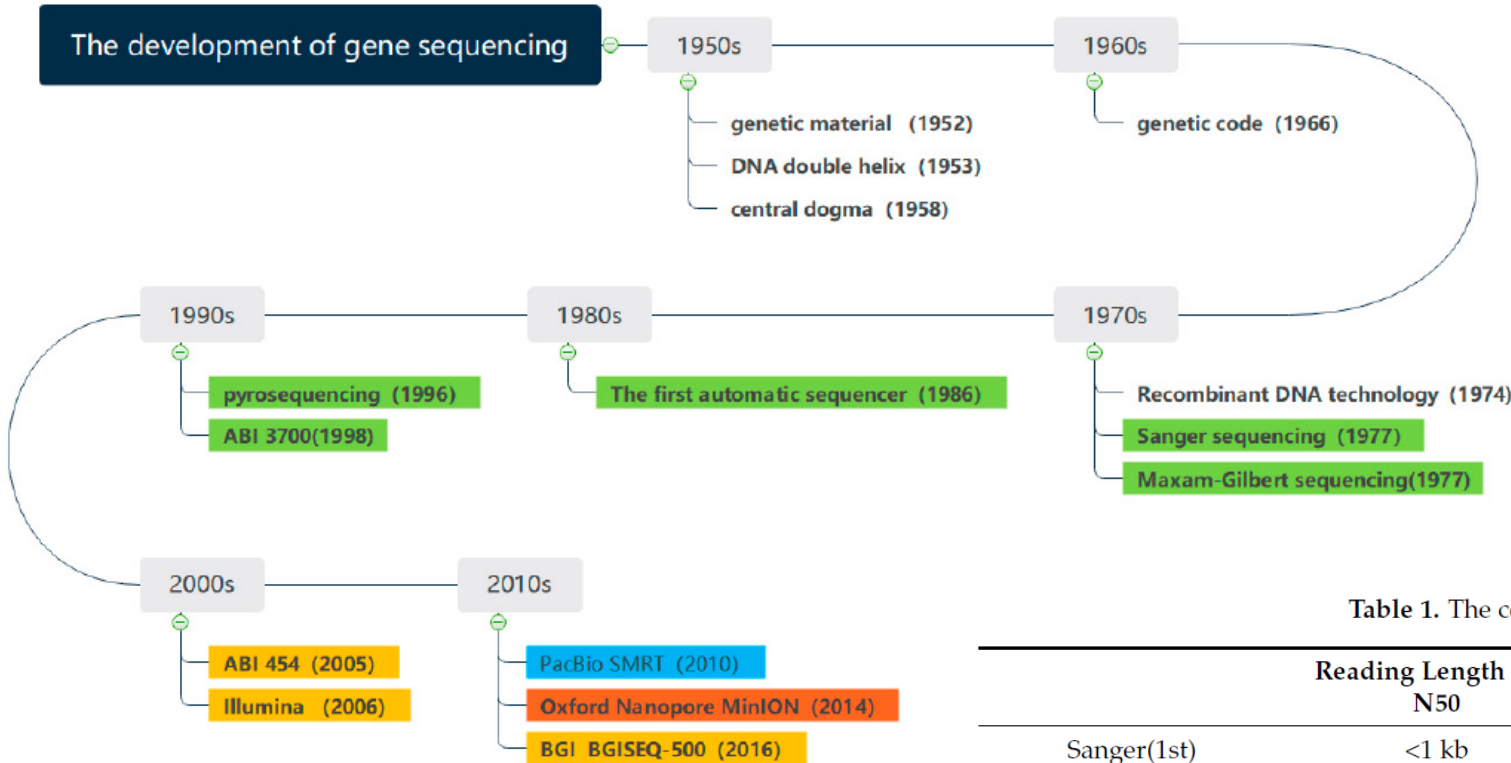 The development of gene sequencing
1950s
genetic material (1952)
DNA double helix (1953)
central dogma (1958)
1960s
genetic code (1966)
1970s
Recombinant DNA technology (1974)
Sanger sequencing (1977)
Maxam-Gilbert sequencing(1977)
1980s
The first automatic sequencer (1986)
1990s
pyrosequencing (1996)
ABI 3700(1998)
2000s
ABI 454 (2005)
Illumina (2006)
2010s
PacBio SMRT (2010)
Oxford Nanopore MinION (2014)
BGI BGISEQ-500 (2016)
Table 1. The
Reading Length
N50
Sanger(1st) <1 kb